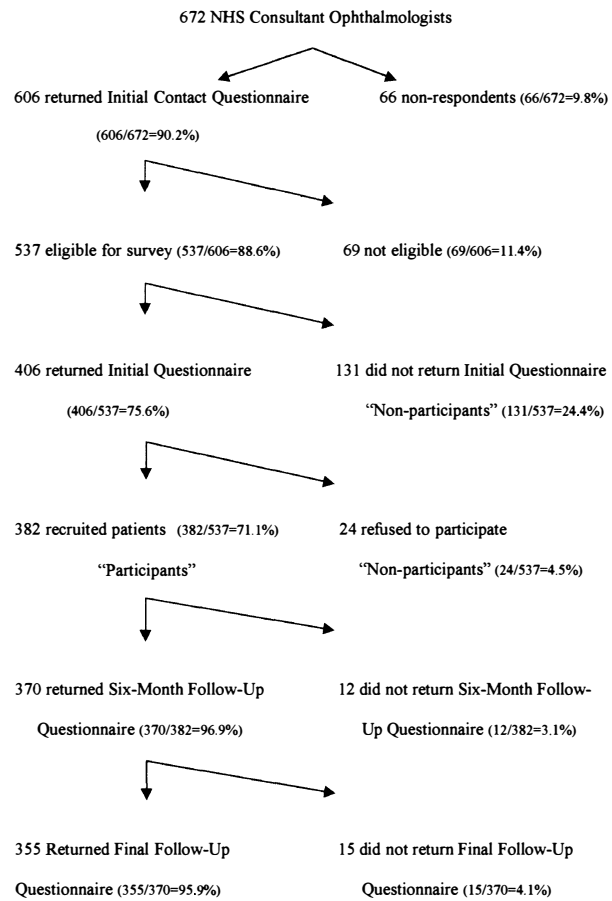 672 NHS Consultant Ophthalmologists
606 returned Initial Contact Questionnaire
(606/672=90.2%)
66 non-respondents (66/672=9.8%)
537 eligible for survey (537/606=88.6%)
69 not eligible (69/606=11.4%)
406 returned Initial Questionnaire
(406/537=75.6%)
131 did not return Initial Questionnaire
“Non-participants” (131/537=24.4%)
382 recruited patients (382/537=71.1%)
“Participants”
24 refused to participate
“Non-participants” (24/537=4.5%)
370 returned Six-Month Follow-Up
Questionnaire (370/382=96.9%)
12 did not return Six-Month Follow-
Up Questionnaire (12/382=3.1%)
355 Returned Final Follow-Up
Questionnaire (355/370=95.9%)
15 did not return Final Follow-Up
Questionnaire (15/370=4.1%)